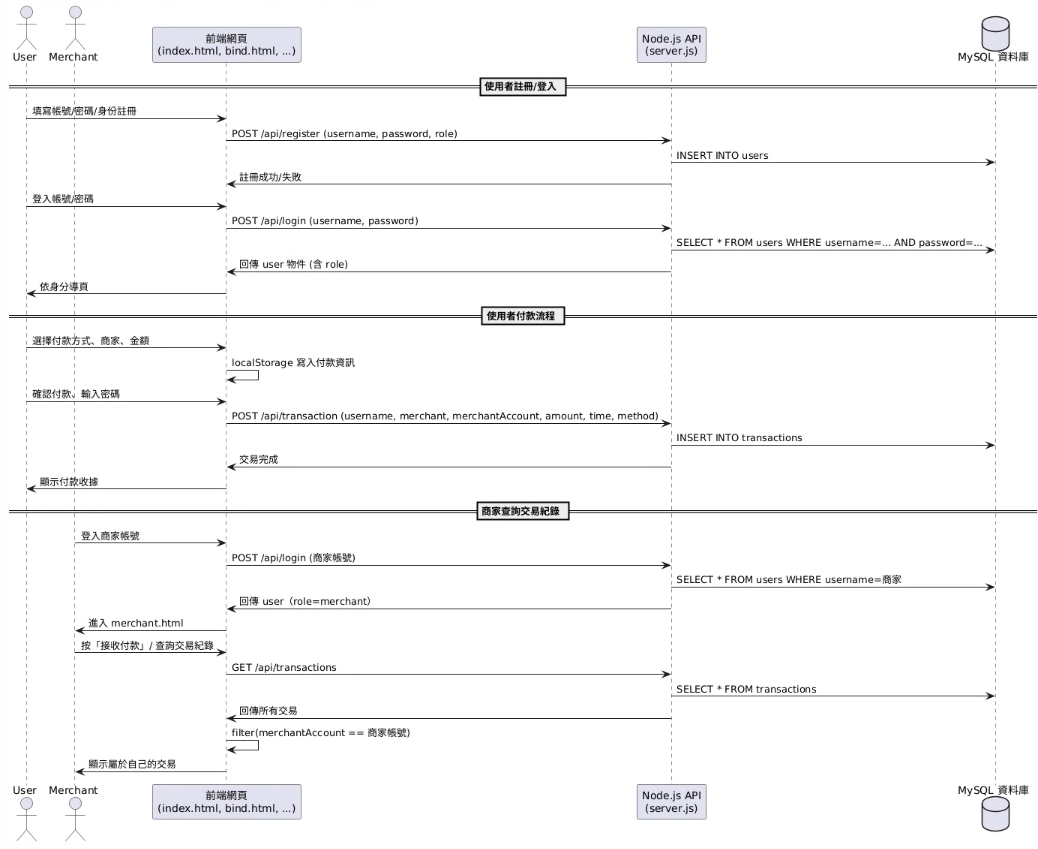 User
Merchant
前端網頁
(index.html, bind.html, ...)
Node.js API
(server.js)
MySQL 資料庫
使用者註冊/登入
填寫帳號/密碼/身份註冊
POST /api/register (username, password, role)
INSERT INTO users
註冊成功/失敗
登入帳號/密碼
POST /api/login (username, password)
SELECT * FROM users WHERE username=... AND password=...
回傳 user 物件 (含 role)
依身分導頁
使用者付款流程
選擇付款方式、商家、金額
localStorage 寫入付款資訊
確認付款、輸入密碼
POST /api/transaction (username, merchant, merchantAccount, amount, time, method)
INSERT INTO transactions
交易完成
顯示付款收據
商家查詢交易紀錄
登入商家帳號
POST /api/login (商家帳號)
SELECT * FROM users WHERE username=商家
回傳 user（role=merchant）
進入 merchant.html
按「接收付款」/ 查詢交易紀錄
GET /api/transactions
SELECT * FROM transactions
回傳所有交易
filter(merchantAccount == 商家帳號)
顯示屬於自己的交易
User
Merchant
前端網頁
(index.html, bind.html, ...)
Node.js API
(server.js)
MySQL 資料庫